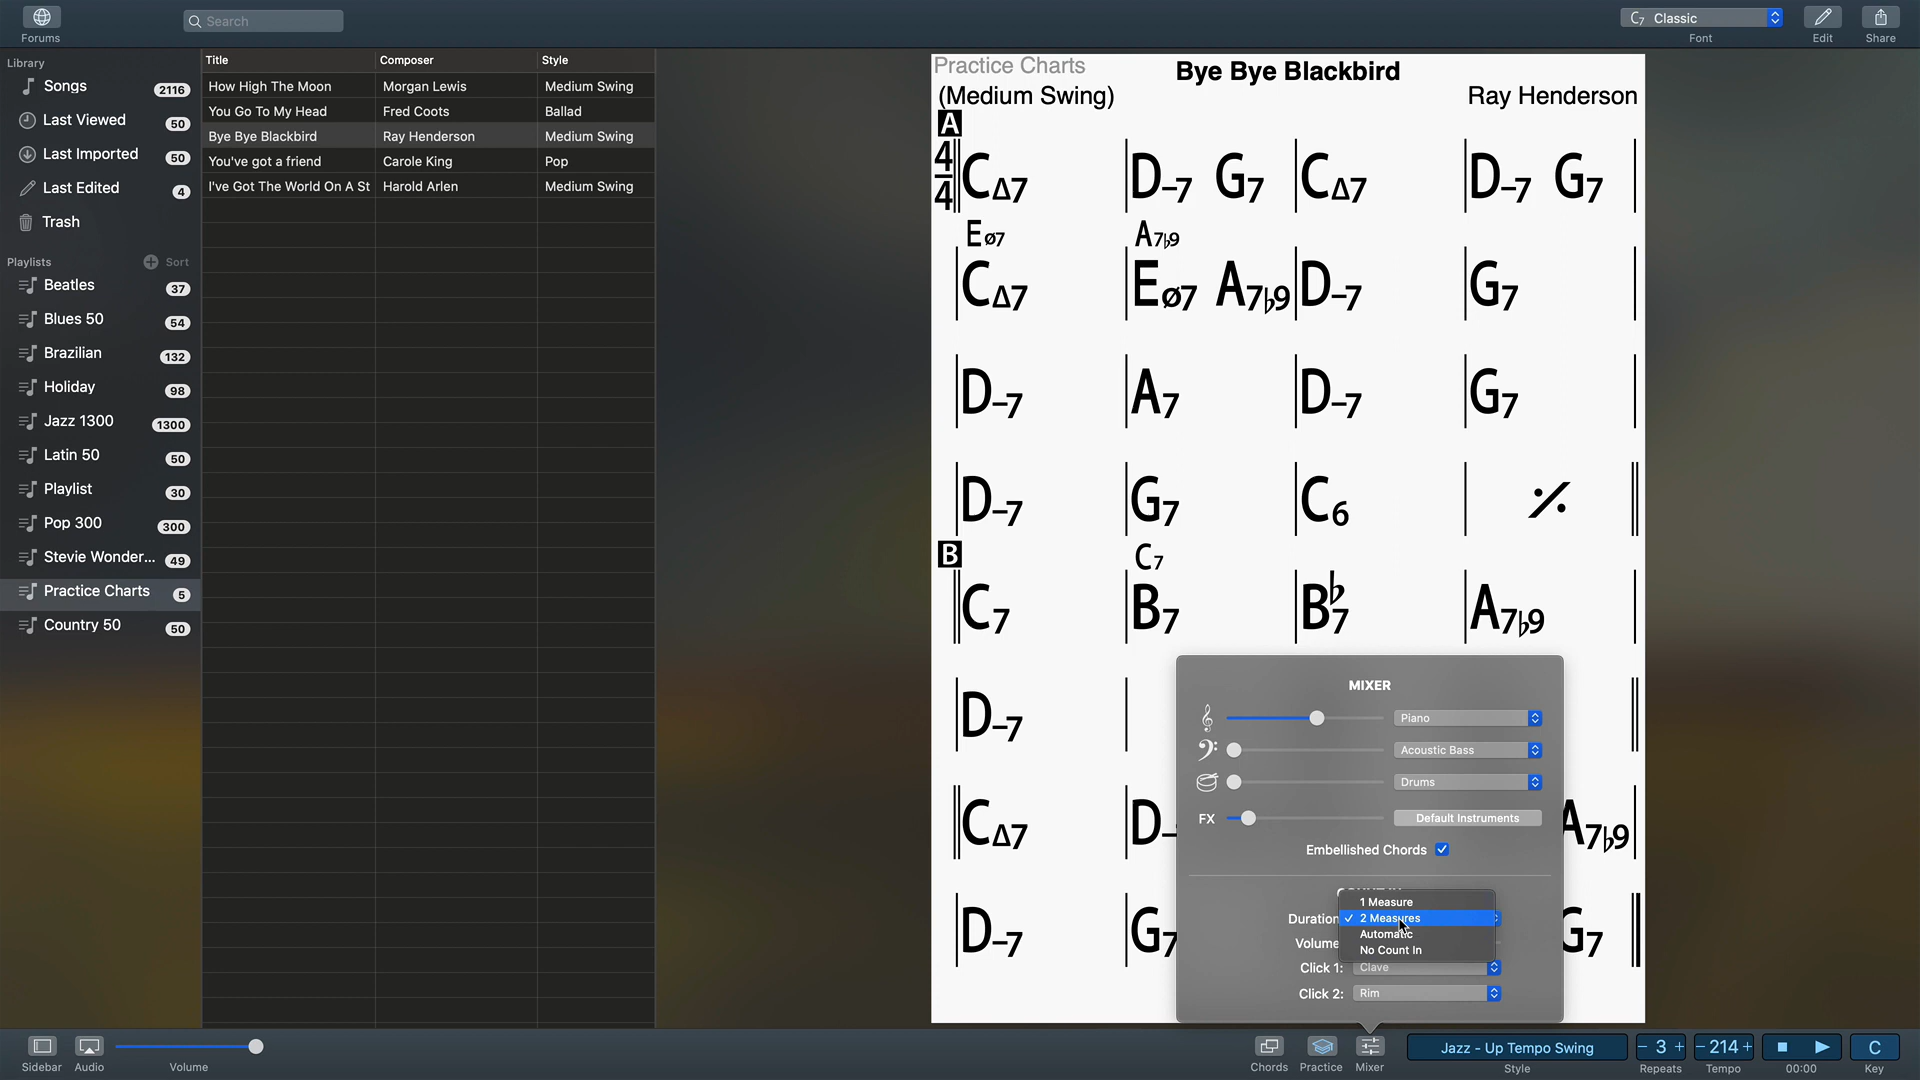 Forums
Search
C7 Classic
Font
Edit
Share
Library
Songs 2116
Last Viewed 50
Last Imported 50
Last Edited 4
Trash
Playlists Sort
Beatles 37
Blues 50 54
Brazilian 132
Holiday 98
Jazz 1300 1300
Latin 50 50
Playlist 30
Pop 300 300
Stevie Wonder... 49
Practice Charts 5
Country 50 50
Title Composer Style
How High The Moon Morgan Lewis Medium Swing
You Go To My Head Fred Coots Ballad
Bye Bye Blackbird Ray Henderson Medium Swing
You've got a friend Carole King Pop
I've Got The World On A St Harold Arlen Medium Swing
Practice Charts
Bye Bye Blackbird
(Medium Swing)
Ray Henderson
A
4/4 C△7 D-7 G7 C△7 D-7 G7
Eø7 A7♭9
C△7 Eø7 A7♭9 D-7 G7
D-7 A7 D-7 G7
D-7 G7 C6
B
C7
C7 B7 B♭7 A7♭9
D-7
C△7 D- A7♭9
D-7 G7 G7
MIXER
Piano
Acoustic Bass
Drums
FX Default Instruments
Embellished Chords
Duration
1 Measure
✓ 2 Measures
Automatic
No Count In
Volume
Click 1: Clave
Click 2: Rim
Sidebar
Audio
Volume
Chords
Practice
Mixer
Jazz - Up Tempo Swing
Style
- 3 +
Repeats
- 214 +
Tempo
00:00
C
Key